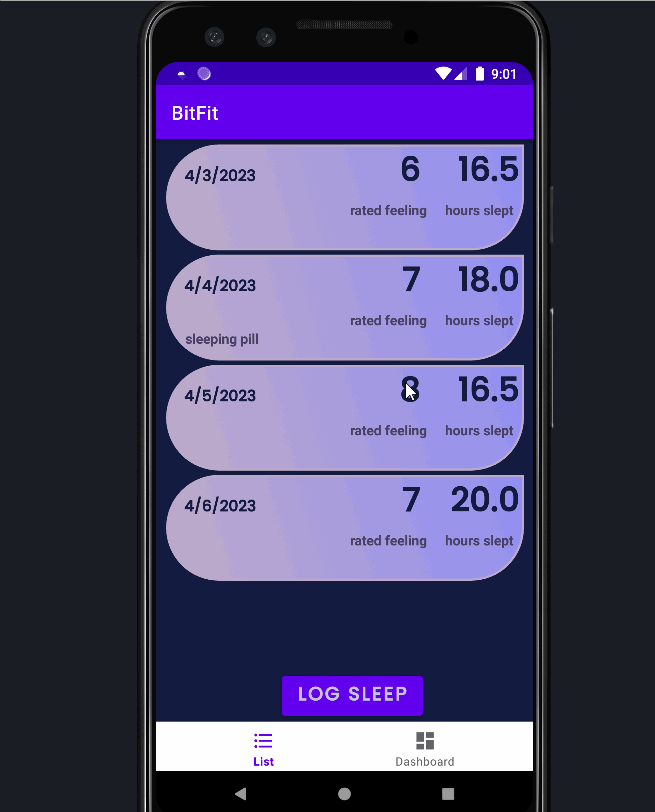 9:01
BitFit
4/3/2023 6 16.5
rated feeling hours slept
4/4/2023 7 18.0
rated feeling hours slept
sleeping pill
4/5/2023 8 16.5
rated feeling hours slept
4/6/2023 7 20.0
rated feeling hours slept
LOG SLEEP
List Dashboard